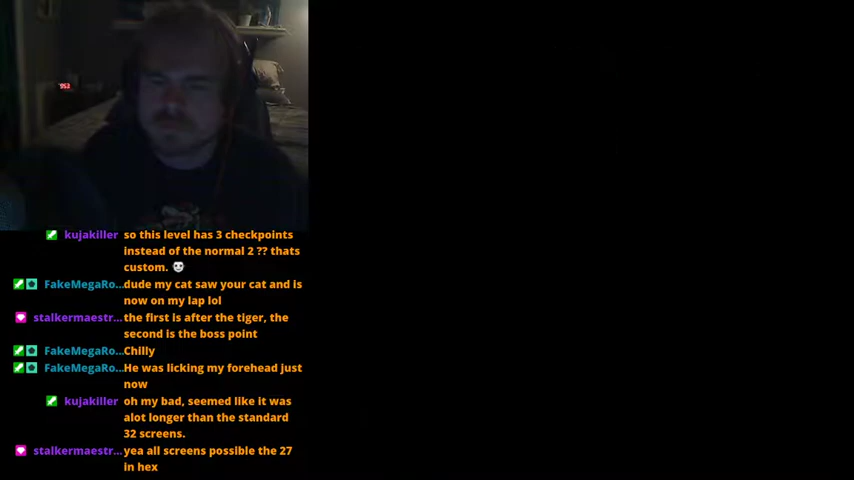 kujakiller so this level has 3 checkpoints
instead of the normal 2 ?? thats
custom.
FakeMegaRo... dude my cat saw your cat and is
now on my lap lol
stalkermaestr... the first is after the tiger, the
second is the boss point
FakeMegaRo... Chilly
FakeMegaRo... He was licking my forehead just
now
kujakiller oh my bad, seemed like it was
alot longer than the standard
32 screens.
stalkermaestr... yea all screens possible the 27
in hex